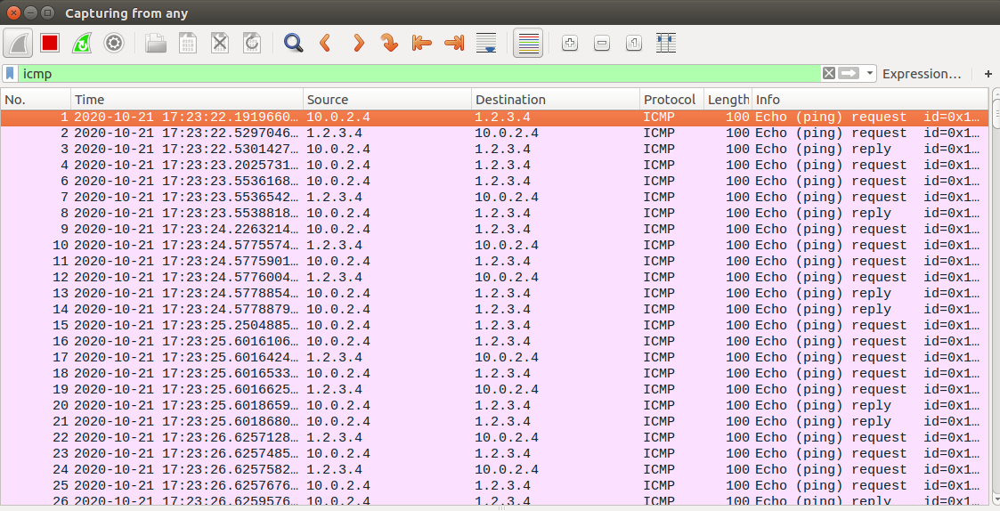 Capturing from any
icmp Expression… +
No. Time Source Destination Protocol Length Info
1 2020-10-21 17:23:22.1919660… 10.0.2.4 1.2.3.4 ICMP 100 Echo (ping) request id=0x1…
2 2020-10-21 17:23:22.5297046… 1.2.3.4 10.0.2.4 ICMP 100 Echo (ping) request id=0x1…
3 2020-10-21 17:23:22.5301427… 10.0.2.4 1.2.3.4 ICMP 100 Echo (ping) reply id=0x1…
4 2020-10-21 17:23:23.2025731… 10.0.2.4 1.2.3.4 ICMP 100 Echo (ping) request id=0x1…
6 2020-10-21 17:23:23.5536168… 10.0.2.4 1.2.3.4 ICMP 100 Echo (ping) request id=0x1…
7 2020-10-21 17:23:23.5536542… 1.2.3.4 10.0.2.4 ICMP 100 Echo (ping) request id=0x1…
8 2020-10-21 17:23:23.5538818… 10.0.2.4 1.2.3.4 ICMP 100 Echo (ping) reply id=0x1…
9 2020-10-21 17:23:24.2263214… 10.0.2.4 1.2.3.4 ICMP 100 Echo (ping) request id=0x1…
10 2020-10-21 17:23:24.5775574… 1.2.3.4 10.0.2.4 ICMP 100 Echo (ping) request id=0x1…
11 2020-10-21 17:23:24.5775901… 10.0.2.4 1.2.3.4 ICMP 100 Echo (ping) request id=0x1…
12 2020-10-21 17:23:24.5776004… 1.2.3.4 10.0.2.4 ICMP 100 Echo (ping) request id=0x1…
13 2020-10-21 17:23:24.5778854… 10.0.2.4 1.2.3.4 ICMP 100 Echo (ping) reply id=0x1…
14 2020-10-21 17:23:24.5778879… 10.0.2.4 1.2.3.4 ICMP 100 Echo (ping) reply id=0x1…
15 2020-10-21 17:23:25.2504885… 10.0.2.4 1.2.3.4 ICMP 100 Echo (ping) request id=0x1…
16 2020-10-21 17:23:25.6016106… 10.0.2.4 1.2.3.4 ICMP 100 Echo (ping) request id=0x1…
17 2020-10-21 17:23:25.6016424… 1.2.3.4 10.0.2.4 ICMP 100 Echo (ping) request id=0x1…
18 2020-10-21 17:23:25.6016533… 10.0.2.4 1.2.3.4 ICMP 100 Echo (ping) request id=0x1…
19 2020-10-21 17:23:25.6016625… 1.2.3.4 10.0.2.4 ICMP 100 Echo (ping) request id=0x1…
20 2020-10-21 17:23:25.6018659… 10.0.2.4 1.2.3.4 ICMP 100 Echo (ping) reply id=0x1…
21 2020-10-21 17:23:25.6018680… 10.0.2.4 1.2.3.4 ICMP 100 Echo (ping) reply id=0x1…
22 2020-10-21 17:23:26.6257128… 1.2.3.4 10.0.2.4 ICMP 100 Echo (ping) request id=0x1…
23 2020-10-21 17:23:26.6257485… 10.0.2.4 1.2.3.4 ICMP 100 Echo (ping) request id=0x1…
24 2020-10-21 17:23:26.6257582… 1.2.3.4 10.0.2.4 ICMP 100 Echo (ping) request id=0x1…
25 2020-10-21 17:23:26.6257676… 10.0.2.4 1.2.3.4 ICMP 100 Echo (ping) request id=0x1…
26 2020-10-21 17:23:26.6259576… 10.0.2.4 1.2.3.4 ICMP 100 Echo (ping) reply id=0x1…